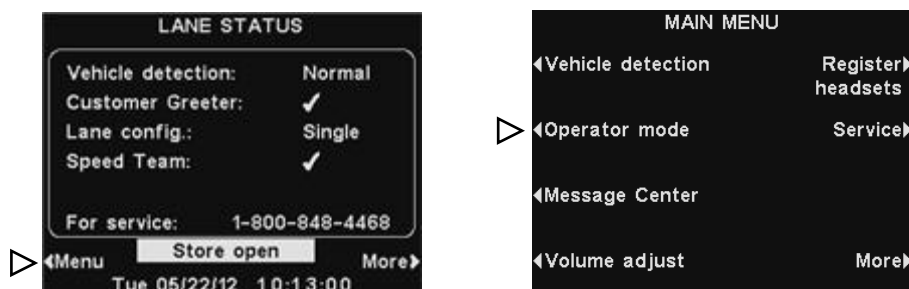 LANE STATUS
Vehicle detection: Normal
Customer Greeter: ✓
Lane config.: Single
Speed Team: ✓
For service: 1-800-848-4468
Store open
Menu More
Tue 05/22/12 10:13:00
MAIN MENU
Vehicle detection Register
headsets
Operator mode Service
Message Center
Volume adjust More